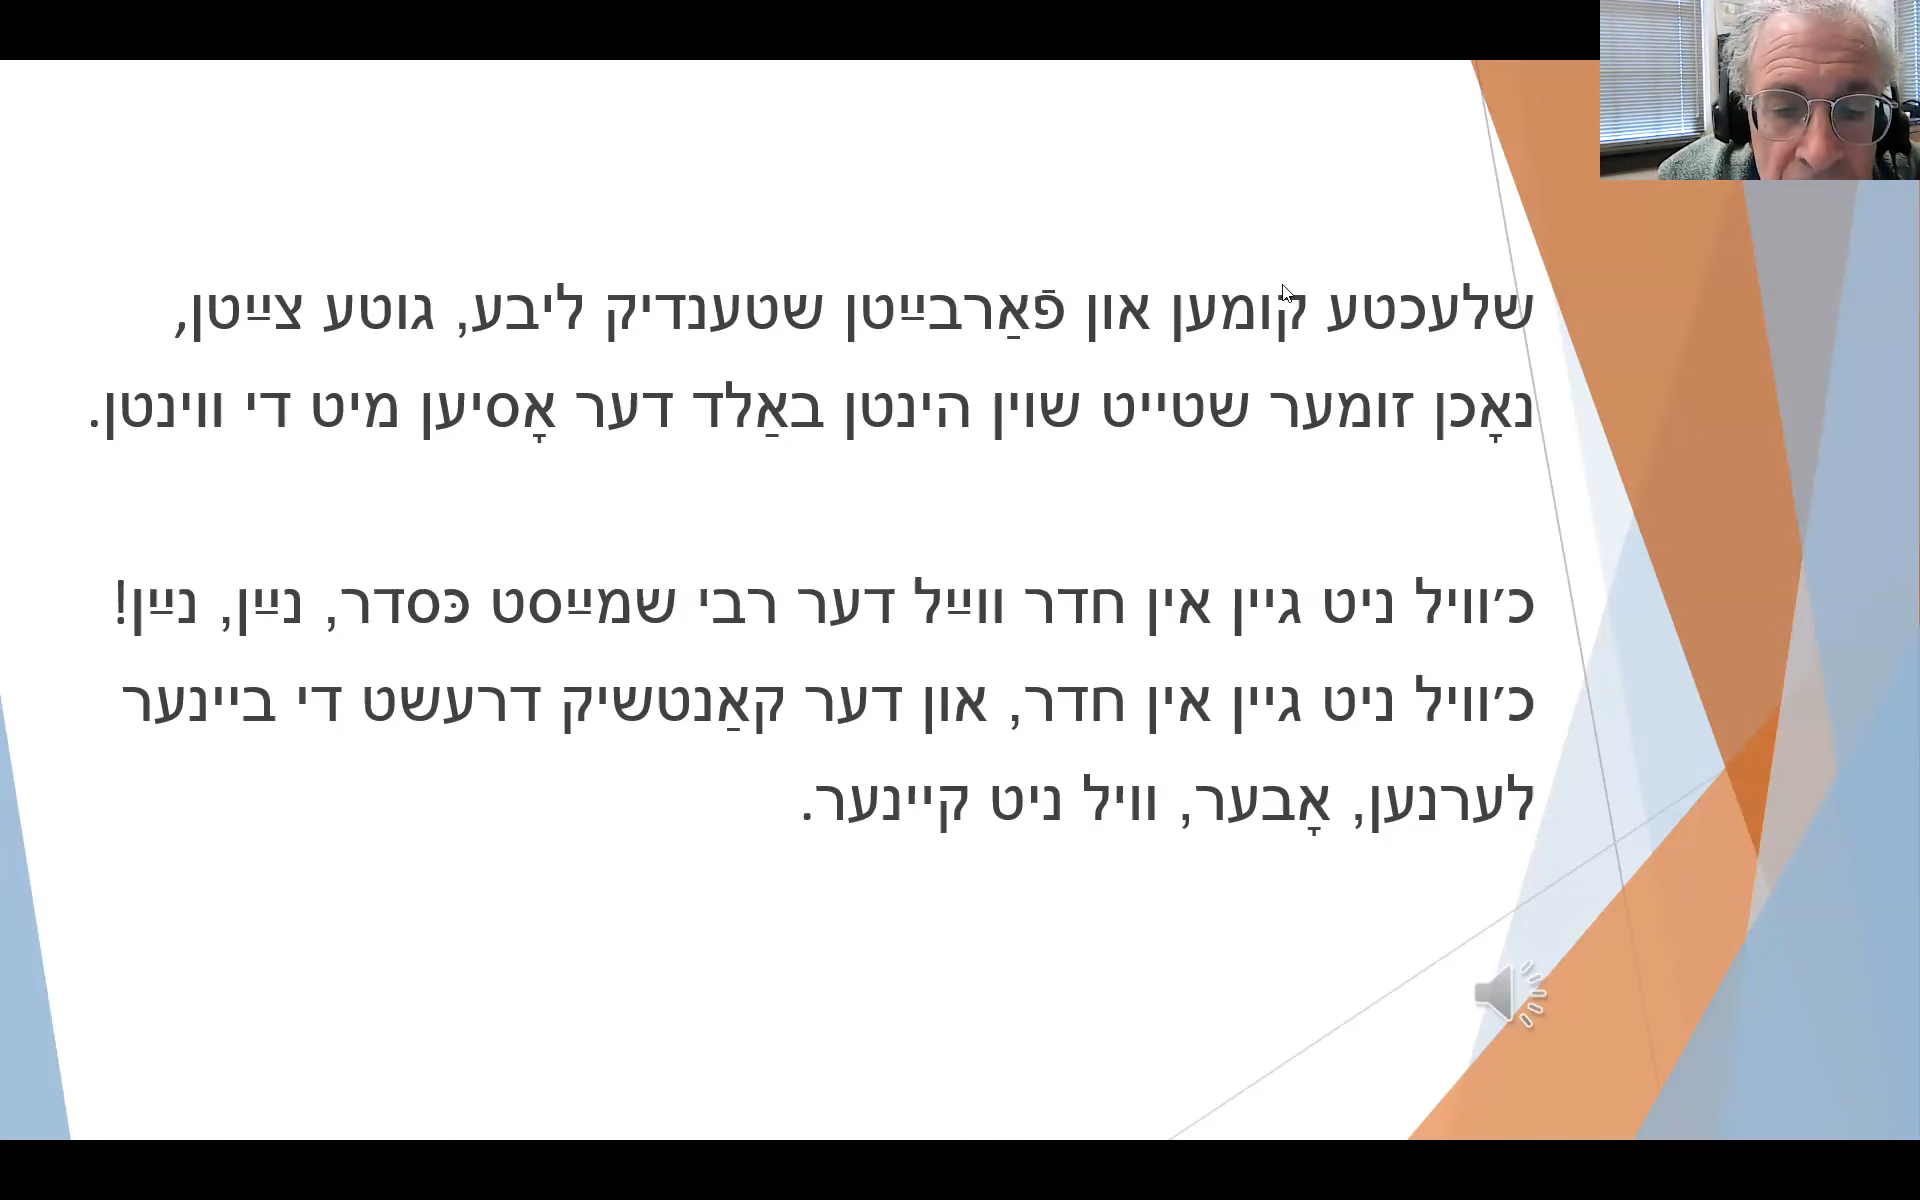 שלעכטע קומען און פֿאַרבײַטן שטענדיק ליבע, גוטע צײַטן,
נאָכן זומער שטייט שוין הינטן באַלד דער אָסיען מיט די ווינטן.
כ׳וויל ניט גיין אין חדר ווײַל דער רבי שמײַסט כּסדר, נײַן, נײַן!
כ׳וויל ניט גיין אין חדר, און דער קאַנטשיק דרעשט די ביינער
לערנען, אָבער, וויל ניט קיינער.